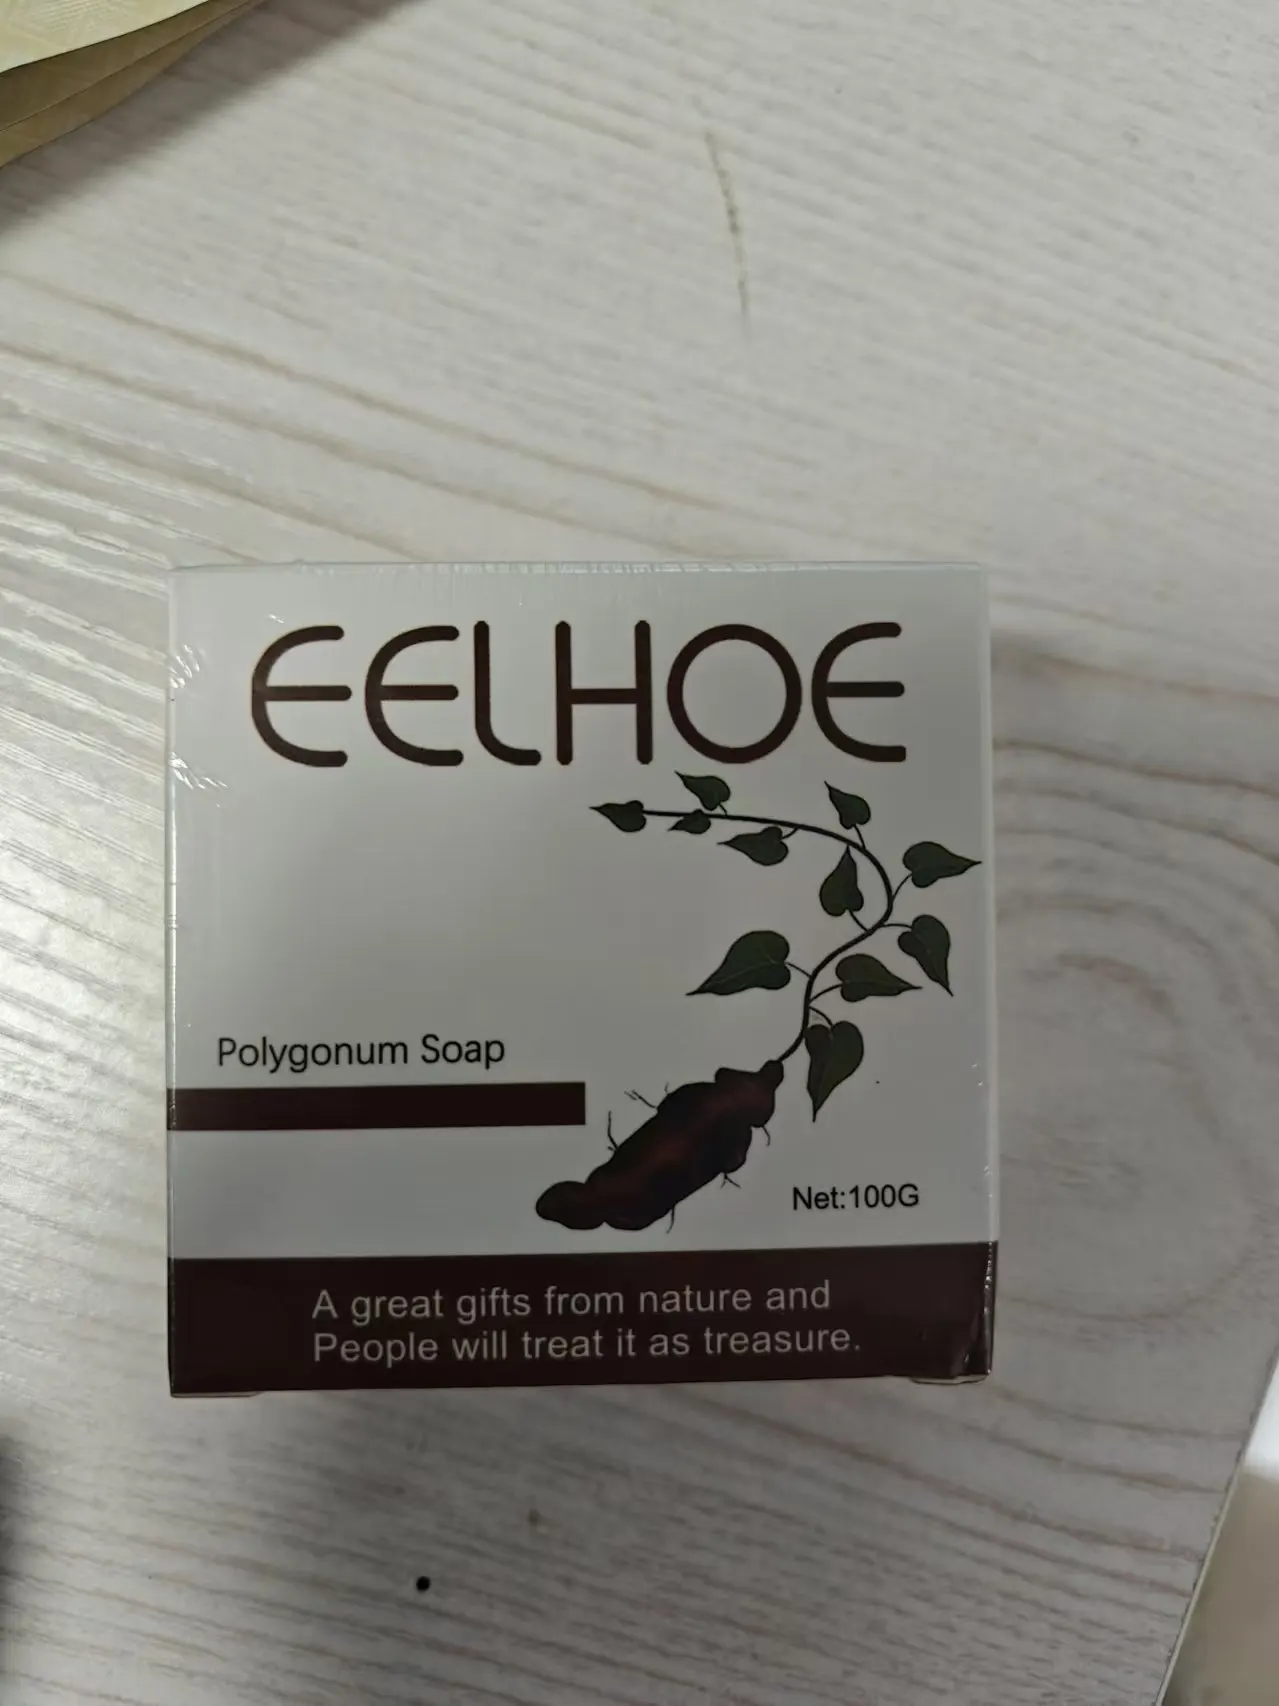 EELHOE
Polygonum Soap
Net:100G
A great gifts from nature and
People will treat it as treasure.